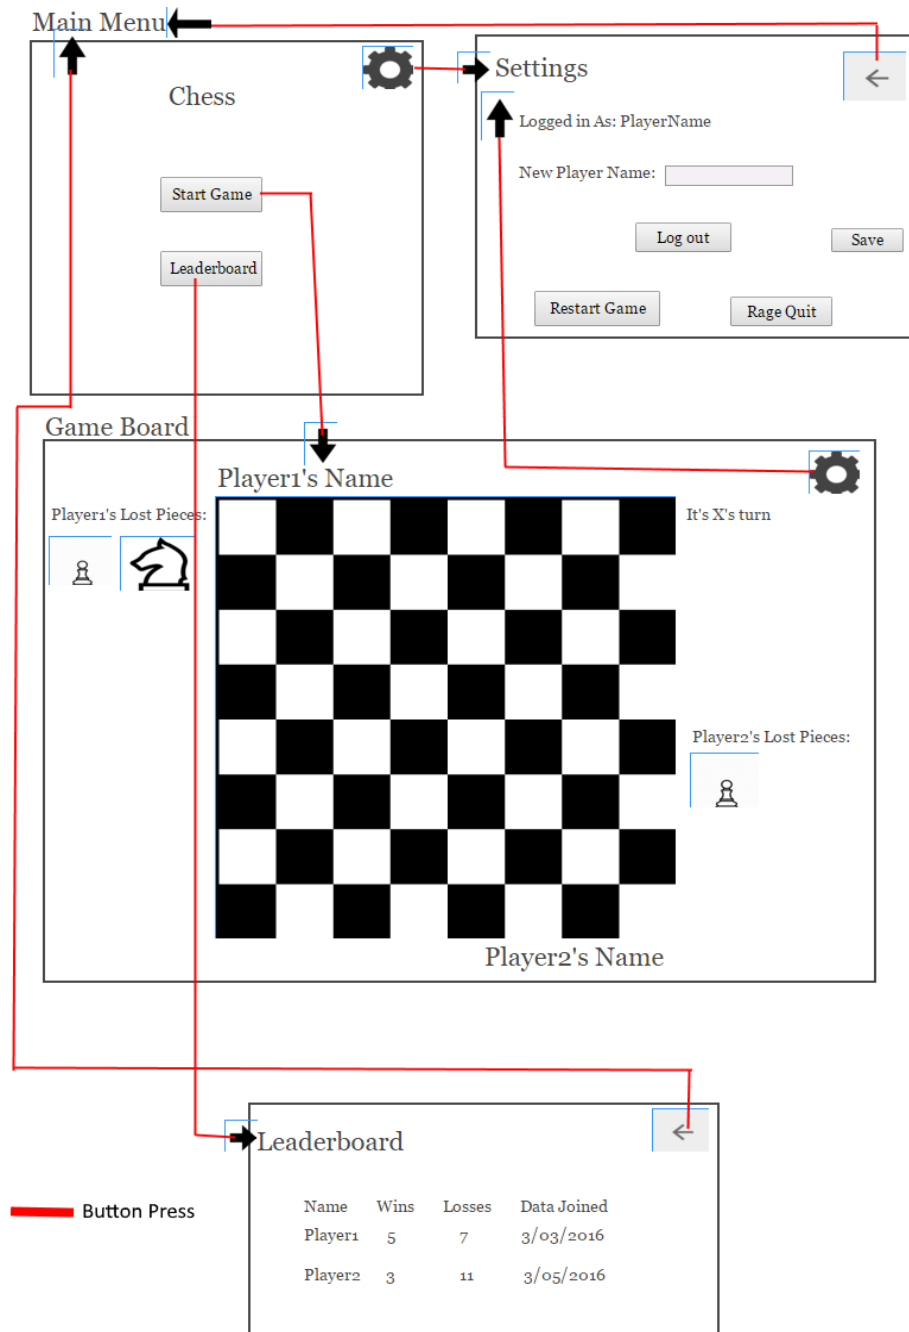 Main Menu
Chess
Start Game
Leaderboard
Settings
Logged in As: PlayerName
New Player Name:
Log out
Save
Restart Game
Rage Quit
Game Board
Player1's Name
Player1's Lost Pieces:
It's X's turn
Player2's Lost Pieces:
Player2's Name
Leaderboard
Name Wins Losses Data Joined
Player1 5 7 3/03/2016
Player2 3 11 3/05/2016
Button Press